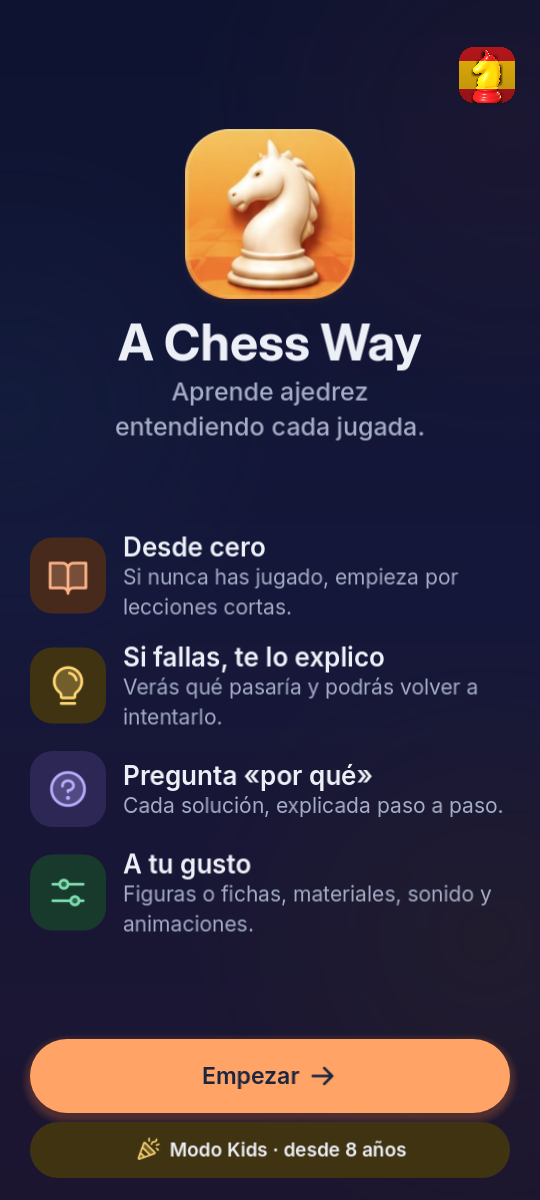 A Chess Way
Aprende ajedrez
entendiendo cada jugada.
Desde cero
Si nunca has jugado, empieza por
lecciones cortas.
Si fallas, te lo explico
Verás qué pasaría y podrás volver a
intentarlo.
Pregunta «por qué»
Cada solución, explicada paso a paso.
A tu gusto
Figuras o fichas, materiales, sonido y
animaciones.
Empezar →
Modo Kids · desde 8 años